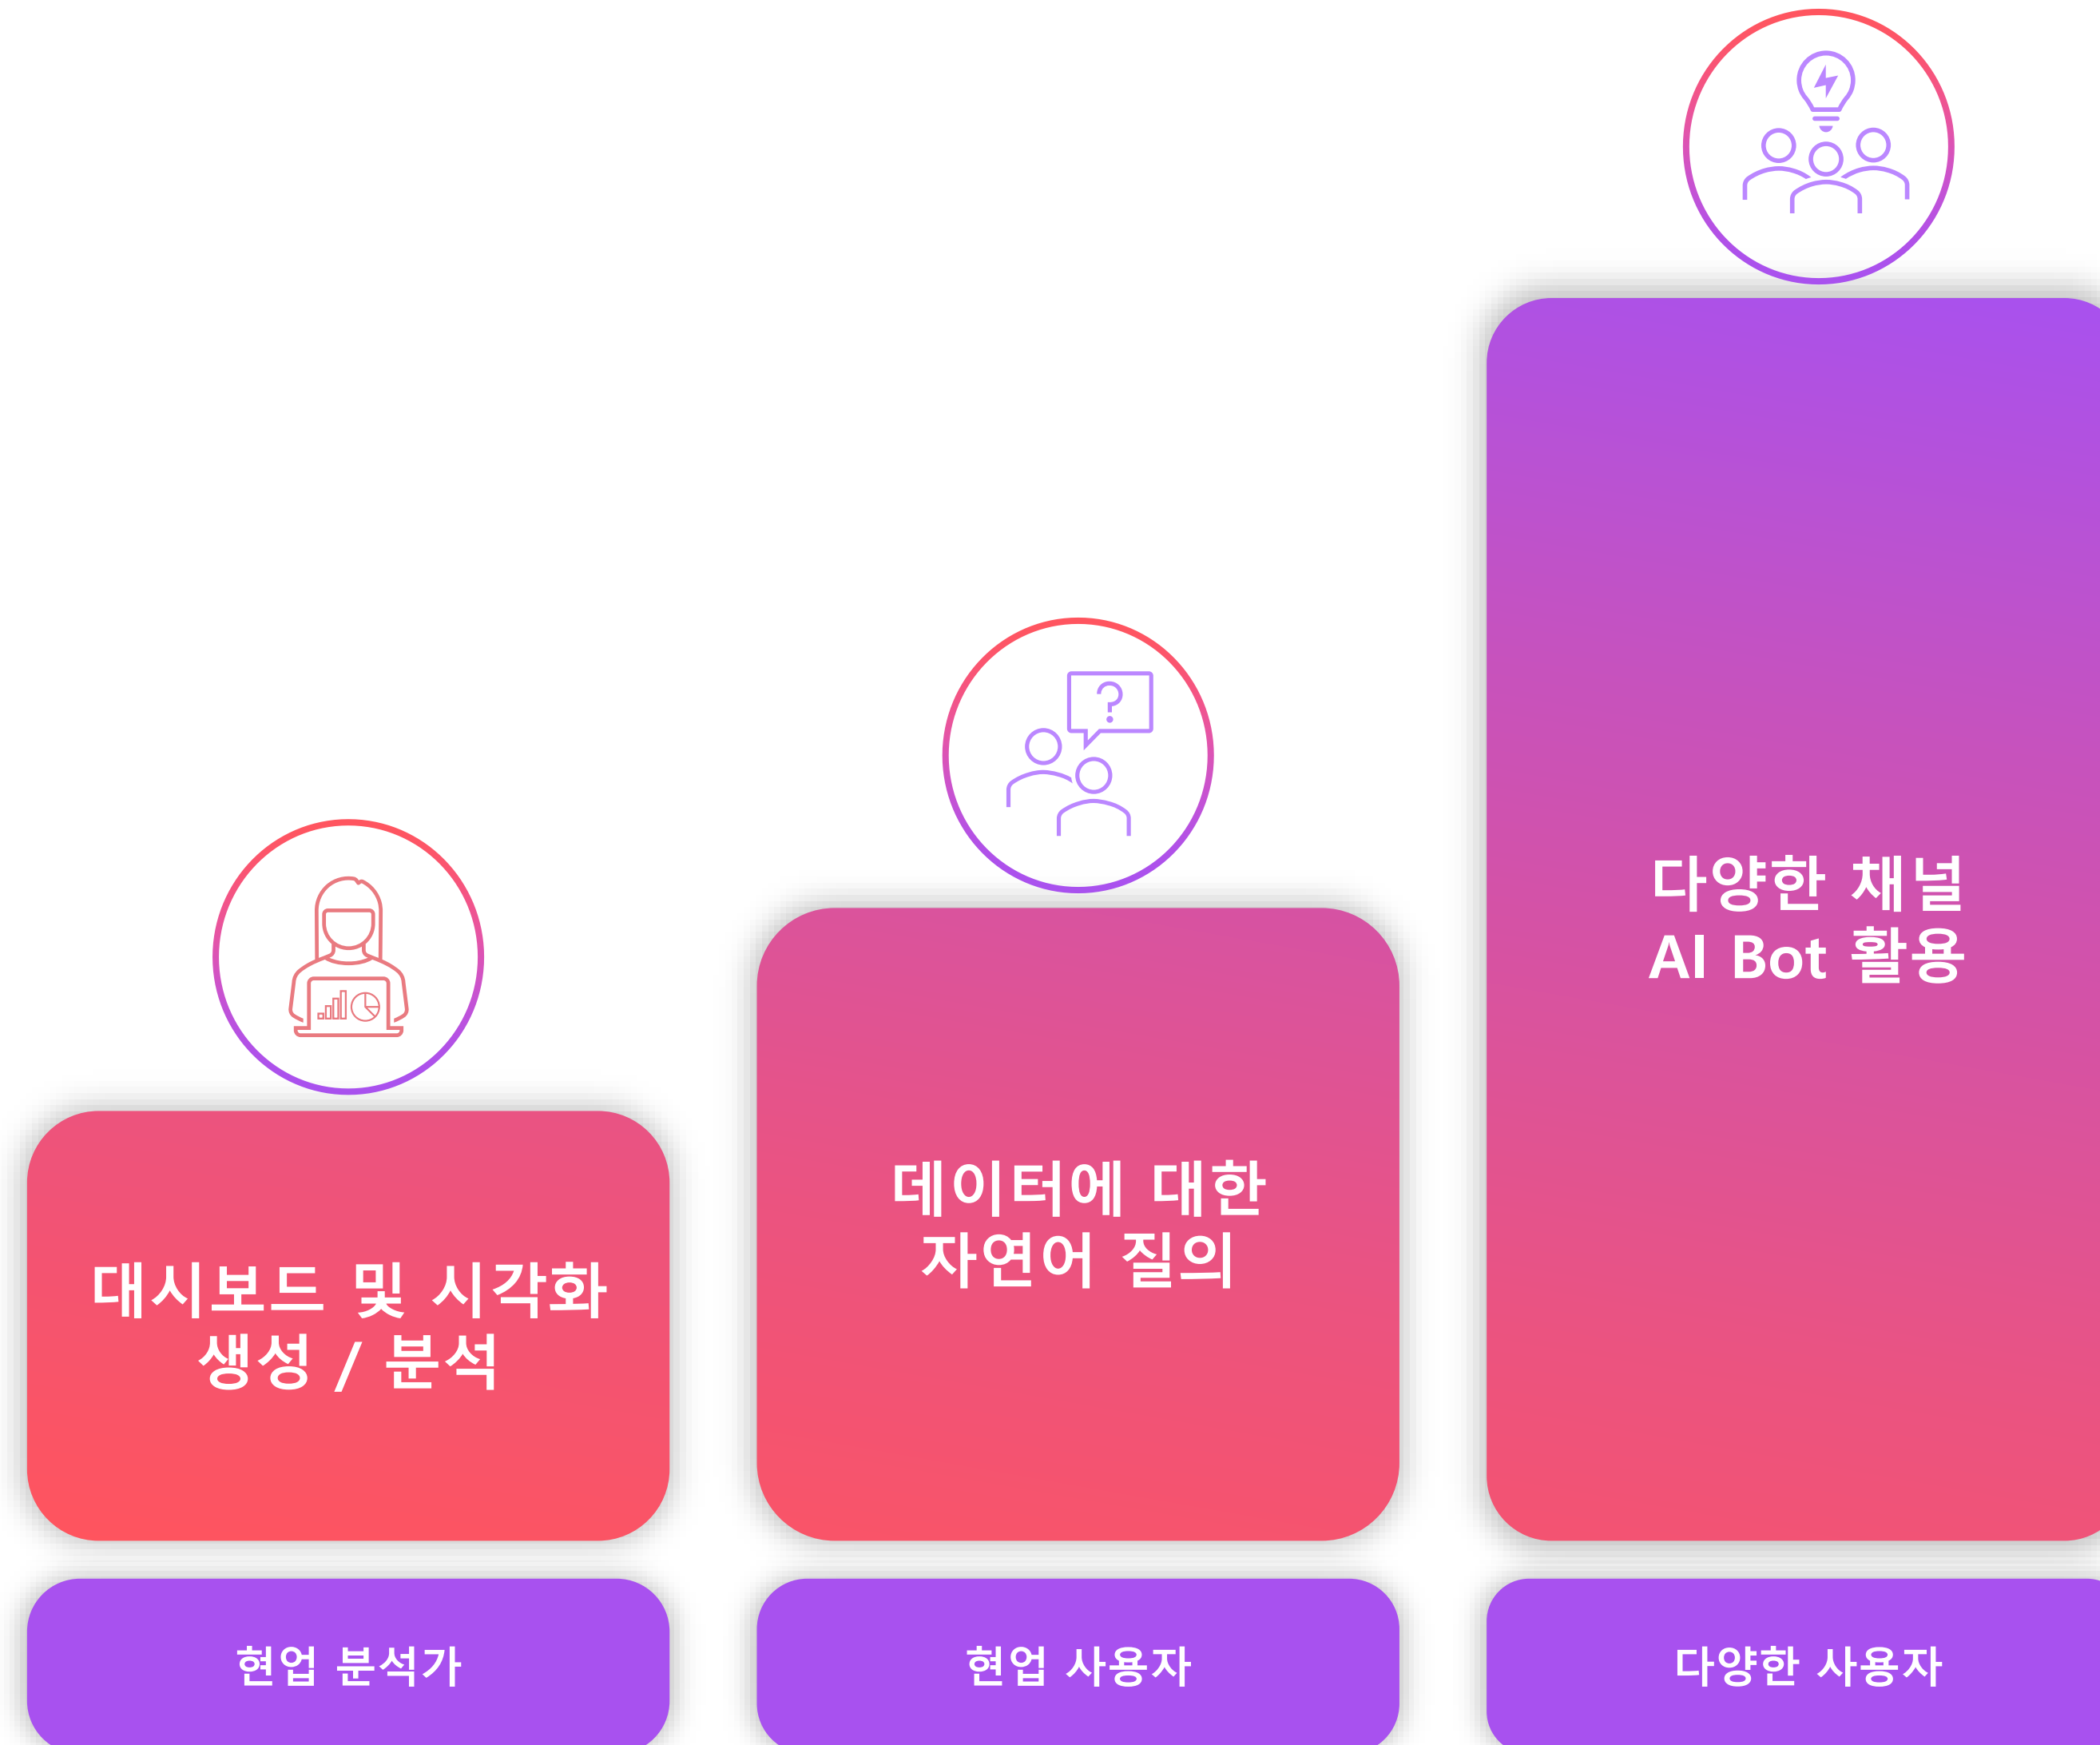 대시보드 및 시각화
생성 / 분석
현업 분석가
데이터에 대한
자연어 질의
현업 사용자
다양한 채널
AI Bot 활용
다양한 사용자